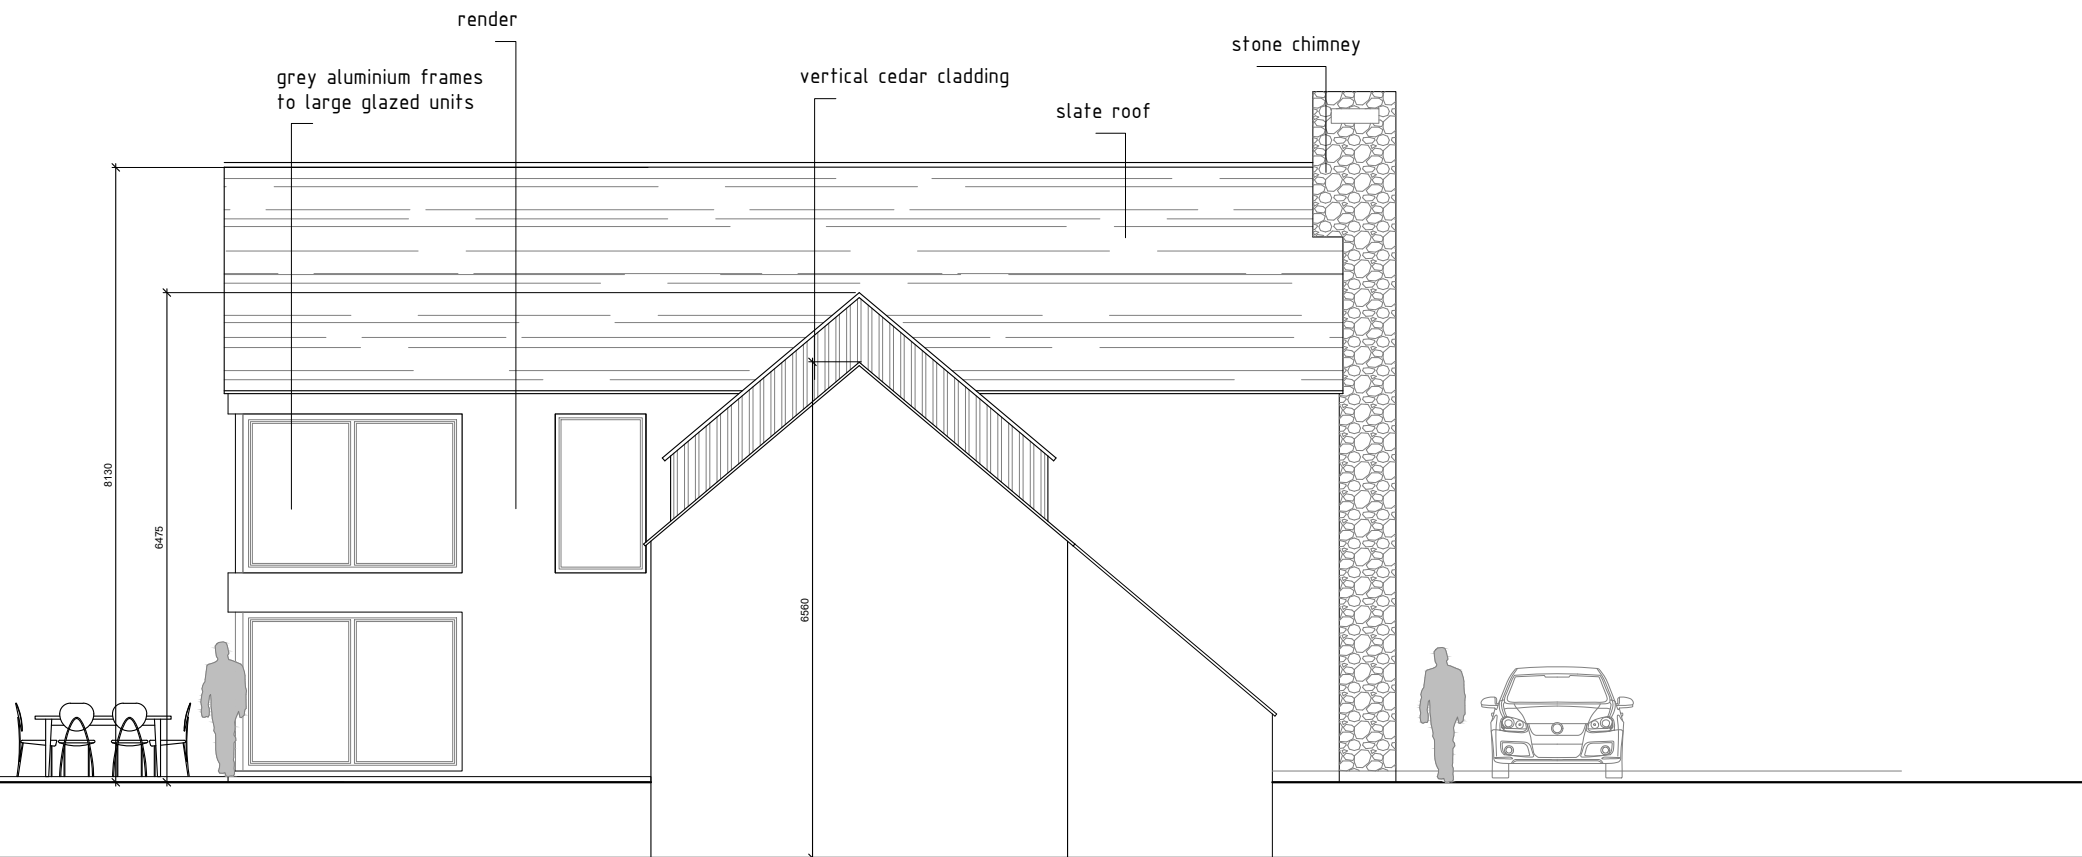 render
stone chimney
grey aluminium frames
to large glazed units
vertical cedar cladding
slate roof
8130
6475
6560